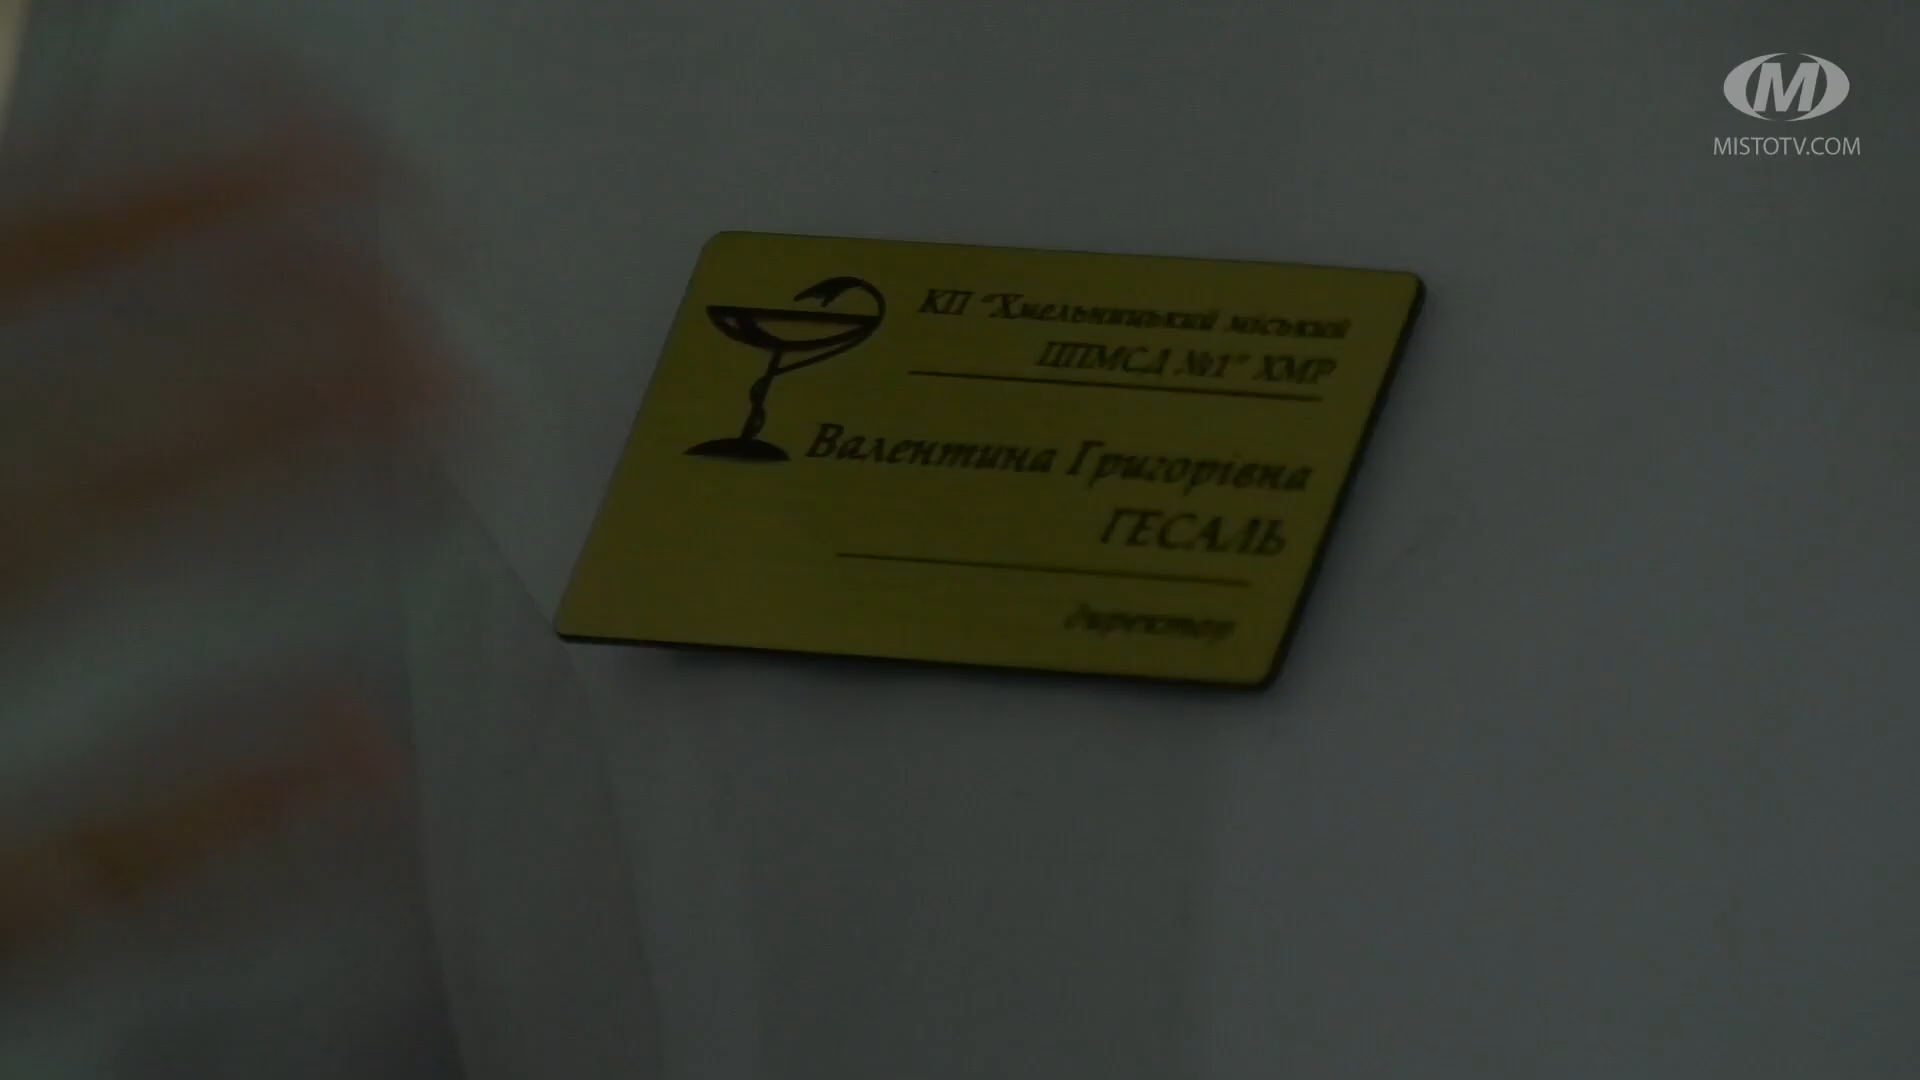 M
MISTOTV.COM
КП "Хмельницький міський
ЦПМСД №1" ХМР
Валентина Григорівна
ГЕСАЛЬ
директор